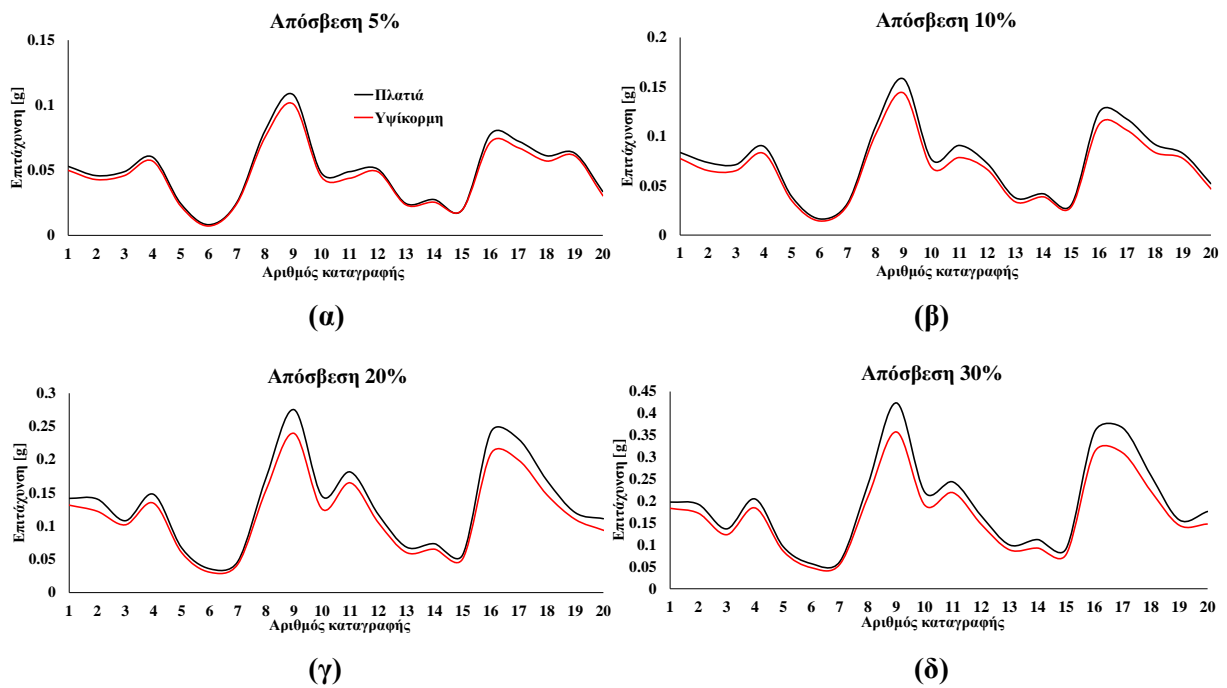 Απόσβεση 5%
Επιτάχυνση [g]
0.15
0.1
0.05
0
Πλατιά
Υψίκορμη
1 2 3 4 5 6 7 8 9 10 11 12 13 14 15 16 17 18 19 20
Αριθμός καταγραφής
(α)
Απόσβεση 10%
Επιτάχυνση [g]
0.2
0.15
0.1
0.05
0
1 2 3 4 5 6 7 8 9 10 11 12 13 14 15 16 17 18 19 20
Αριθμός καταγραφής
(β)
Απόσβεση 20%
Επιτάχυνση [g]
0.3
0.25
0.2
0.15
0.1
0.05
0
1 2 3 4 5 6 7 8 9 10 11 12 13 14 15 16 17 18 19 20
Αριθμός καταγραφής
(γ)
Απόσβεση 30%
Επιτάχυνση [g]
0.45
0.4
0.35
0.3
0.25
0.2
0.15
0.1
0.05
0
1 2 3 4 5 6 7 8 9 10 11 12 13 14 15 16 17 18 19 20
Αριθμός καταγραφής
(δ)